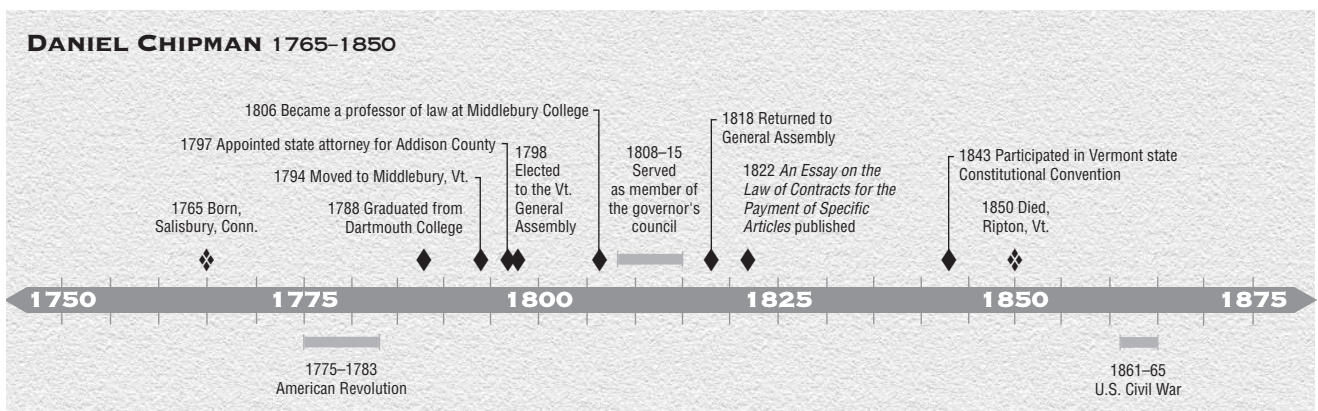 DANIEL CHIPMAN 1765–1850
1806 Became a professor of law at Middlebury College
1797 Appointed state attorney for Addison County
1794 Moved to Middlebury, Vt.
1765 Born,
Salisbury, Conn.
1788 Graduated from
Dartmouth College
1798
Elected
to the Vt.
General
Assembly
1808–15
Served
as member of
the governor's
council
1818 Returned to
General Assembly
1822 An Essay on the
Law of Contracts for the
Payment of Specific
Articles published
1843 Participated in Vermont state
Constitutional Convention
1850 Died,
Ripton, Vt.
1750
1775
1800
1825
1850
1875
1775–1783
American Revolution
1861–65
U.S. Civil War